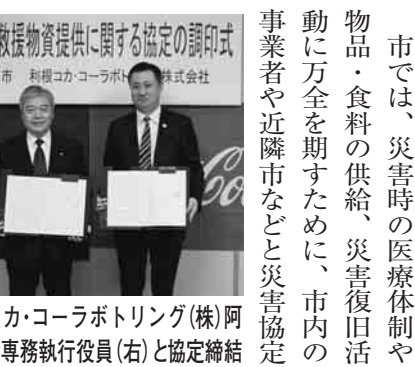 市では、災害時の医療体制や
物品・食料の供給、災害復旧活
動に万全を期すために、市内の
事業者や近隣市などと災害協定
救援物資提供に関する協定の調印式
市 利根コカ・コーラボトリング株式会社
カ・コーラボトリング(株)阿
専務執行役員(右)と協定締結